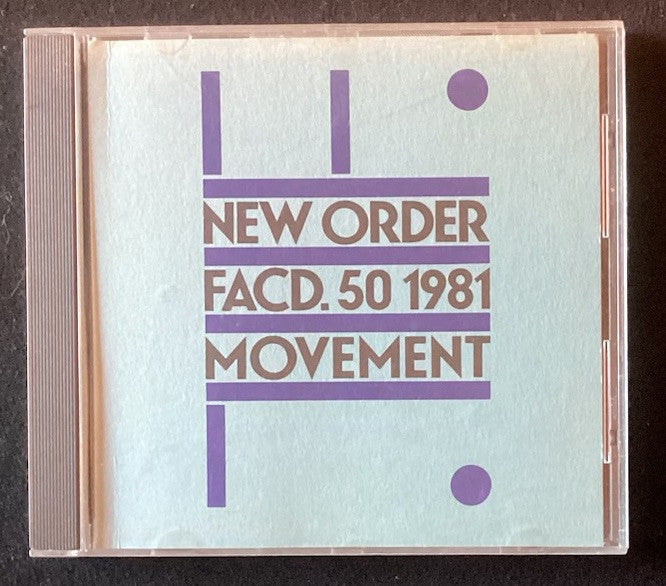 NEW ORDER
FACD. 50 1981
MOVEMENT